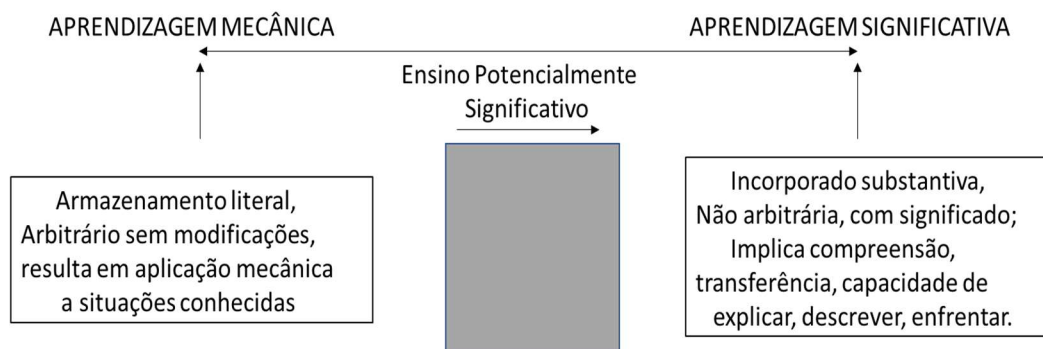 APRENDIZAGEM MECÂNICA
APRENDIZAGEM SIGNIFICATIVA
Ensino Potencialmente
Significativo
Armazenamento literal,
Arbitrário sem modificações,
resulta em aplicação mecânica
a situações conhecidas
Incorporado substantiva,
Não arbitrária, com significado;
Implica compreensão,
transferência, capacidade de
explicar, descrever, enfrentar.